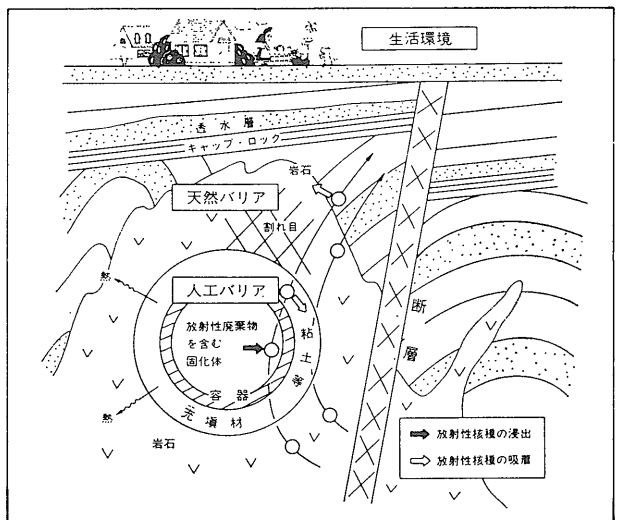 生活環境
透水層
キャップ・ロック
岩石
天然バリア
割れ目
熱
人工バリア
放射性廃棄物
を含む
固化体
粘土等
断層
容器
充填材
熱
岩石
放射性核種の浸出
放射性核種の吸着